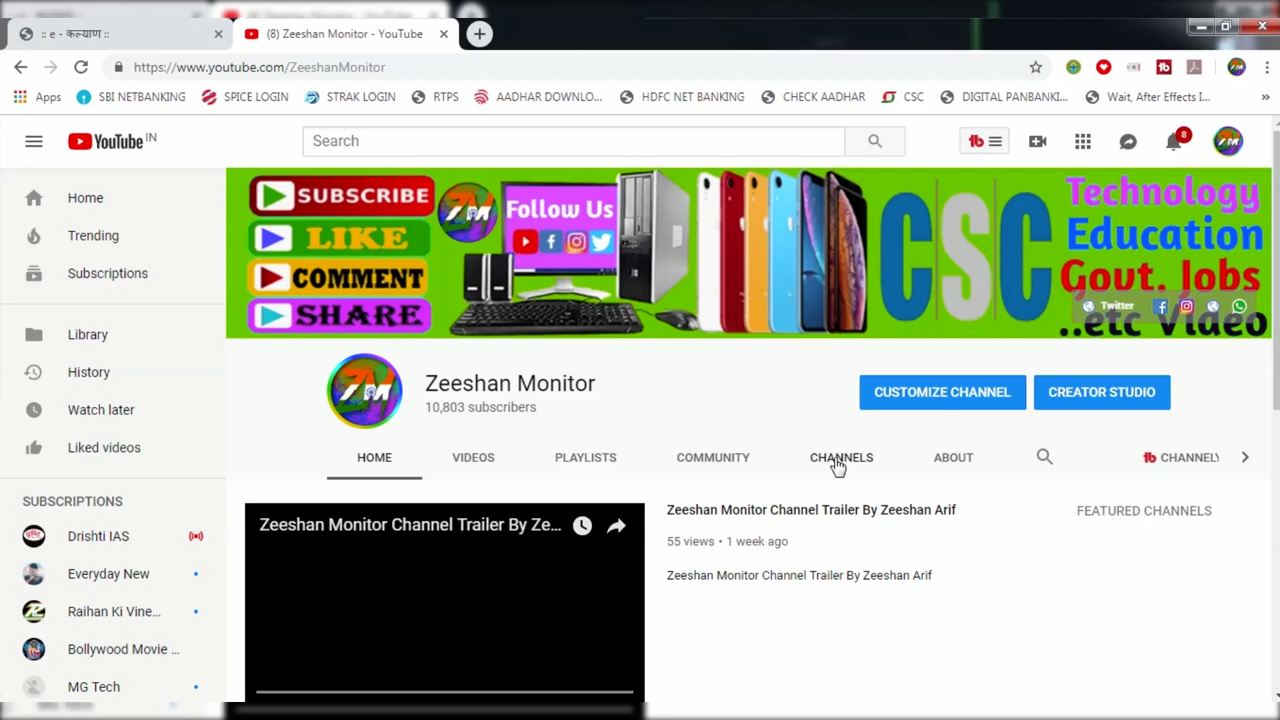 :: e - कल्याण ::
(8) Zeeshan Monitor - YouTube
https://www.youtube.com/ZeeshanMonitor
Apps SBI NETBANKING SPICE LOGIN STRAK LOGIN RTPS AADHAR DOWNLO... HDFC NET BANKING CHECK AADHAR CSC DIGITAL PANBANKI... Wait, After Effects I... »
YouTube IN
Search
8
SUBSCRIBE
LIKE
COMMENT
SHARE
ZM
Follow Us
CSC
Technology
Education
Govt. Jobs
..etc Video
Twitter
Home
Trending
Subscriptions
Library
History
Watch later
Liked videos
SUBSCRIPTIONS
Drishti IAS
Everyday New
Raihan Ki Vine...
Bollywood Movie ...
MG Tech
ZM
Zeeshan Monitor
10,803 subscribers
CUSTOMIZE CHANNEL
CREATOR STUDIO
HOME VIDEOS PLAYLISTS COMMUNITY CHANNELS ABOUT tb CHANNELY
Zeeshan Monitor Channel Trailer By Ze...
Zeeshan Monitor Channel Trailer By Zeeshan Arif
55 views • 1 week ago
Zeeshan Monitor Channel Trailer By Zeeshan Arif
FEATURED CHANNELS